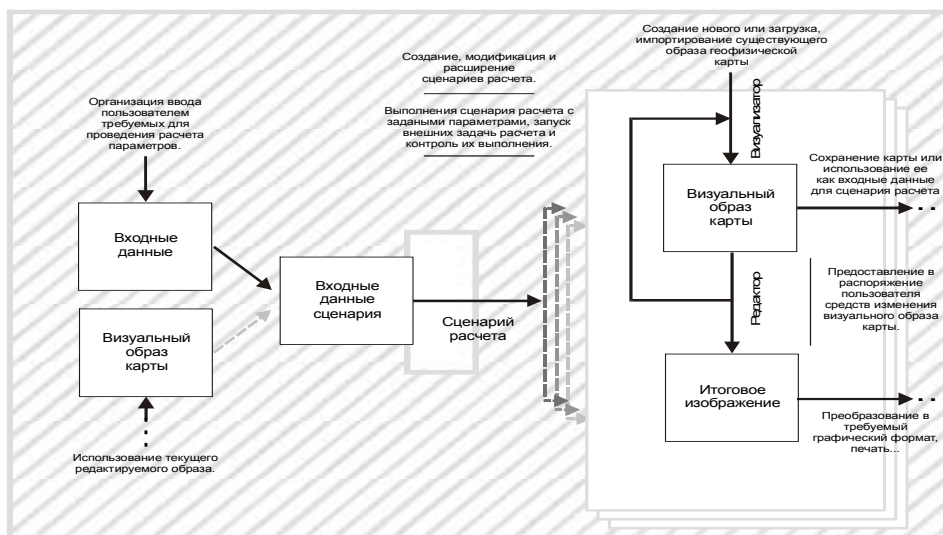 Создание нового или загрузка,
импортирование существующего
образа геофизической
карты
Создание, модификация и
расширение
сценариев расчета.
Выполнения сценария расчета с
задаными параметрами, запуск
внешних задачь расчета и
контроль их выполнения.
Организация ввода
пользователем
требуемых для
проведения расчета
параметров.
Визуализатор
Сохранение карты или
использование ее
как входные данные
для сценария расчета
Визуальный
образ
карты
Входные
данные
Входные
данные
сценария
Сценарий
расчета
Редактор
Предоставление в
распоряжение
пользователя
средств изменения
визуального образа
карты.
Визуальный
образ
карты
Итоговое
изображение
Преобразование в
требуемый
графический формат,
печать...
Использование текущего
редактируемого образа.